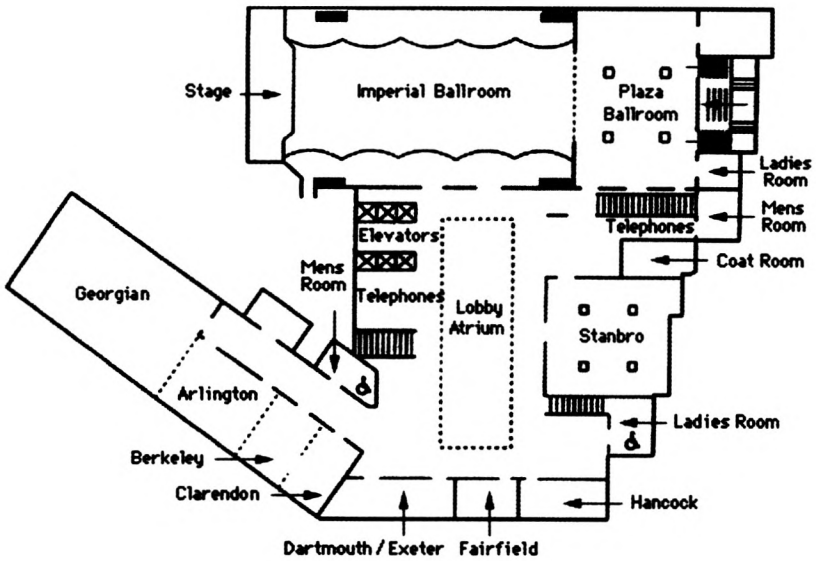 Stage
Imperial Ballroom
Plaza
Ballroom
Ladies
Room
Mens
Room
Telephones
Coat Room
Elevators
Mens
Room
Telephones
Lobby
Atrium
Georgian
Stanbro
Arlington
Ladies Room
Berkeley
Clarendon
Hancock
Dartmouth / Exeter
Fairfield